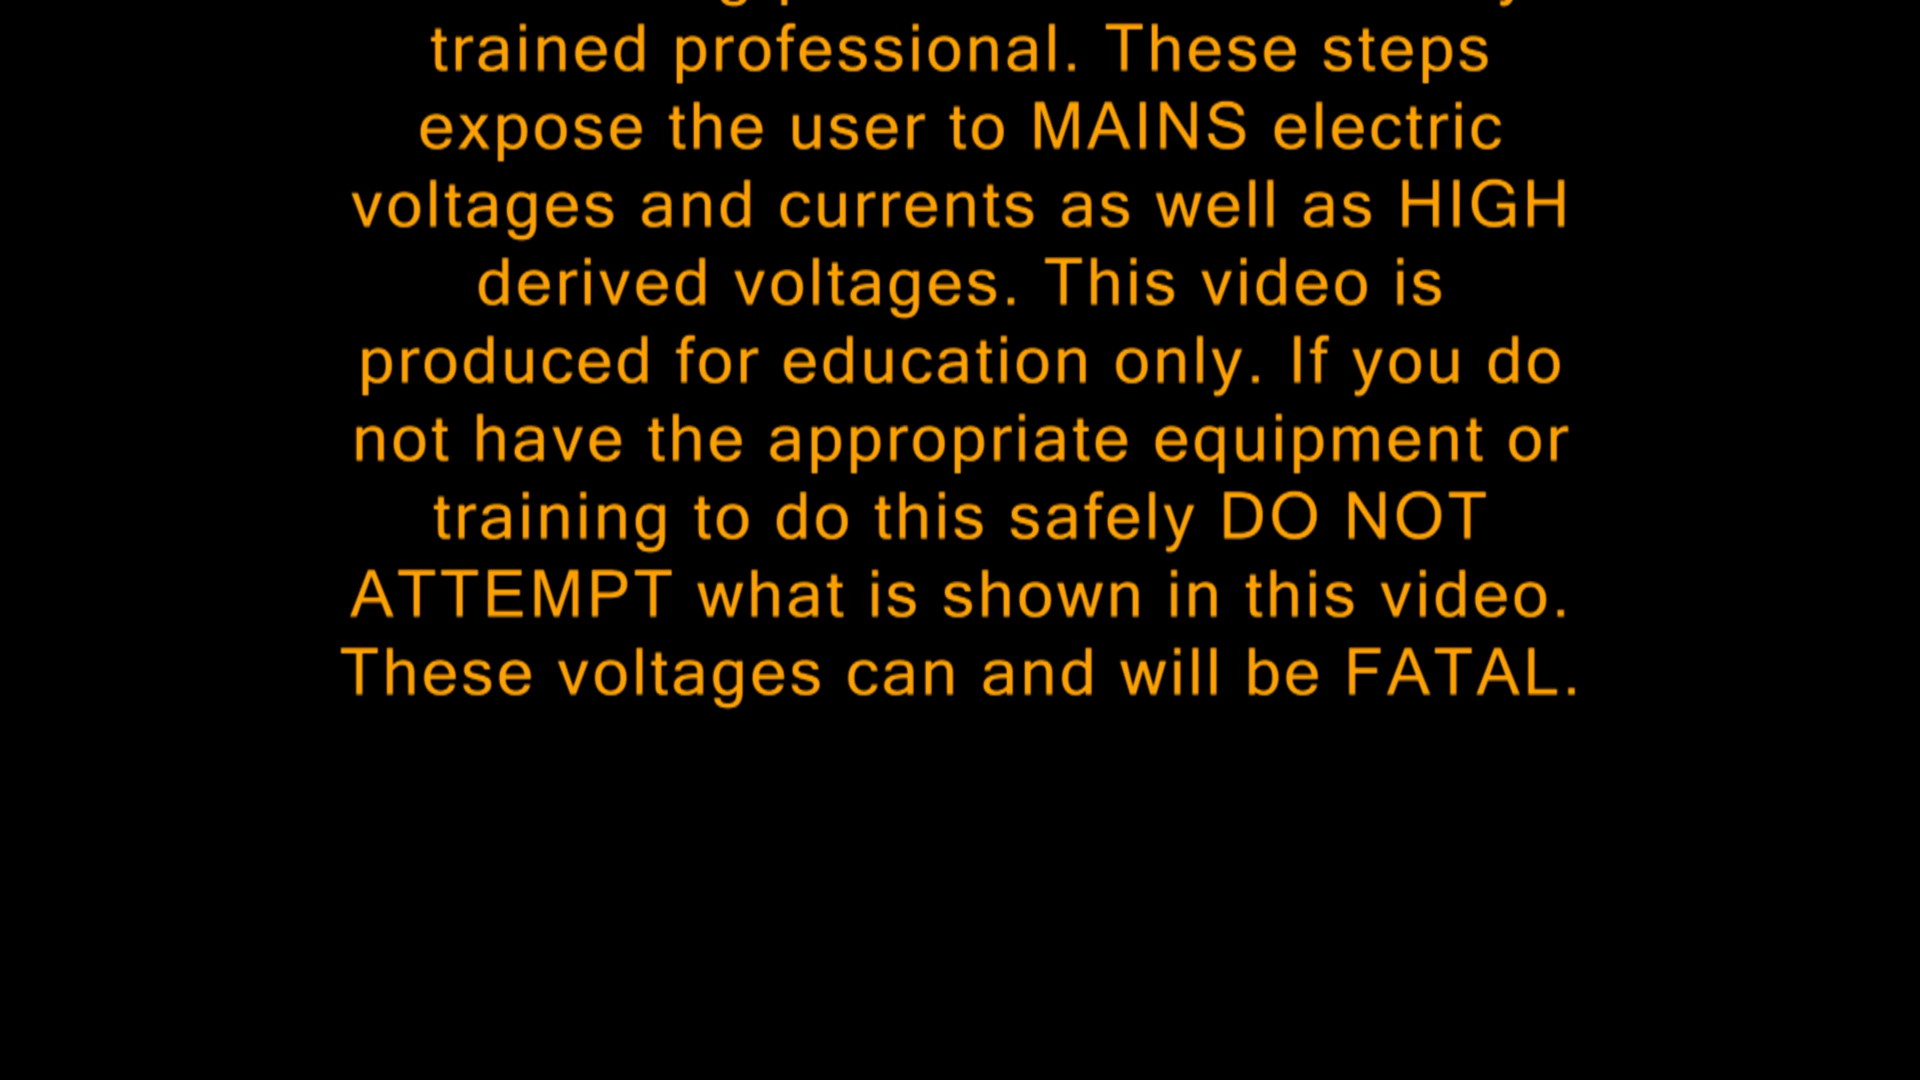 trained professional. These steps
expose the user to MAINS electric
voltages and currents as well as HIGH
derived voltages. This video is
produced for education only. If you do
not have the appropriate equipment or
training to do this safely DO NOT
ATTEMPT what is shown in this video.
These voltages can and will be FATAL.